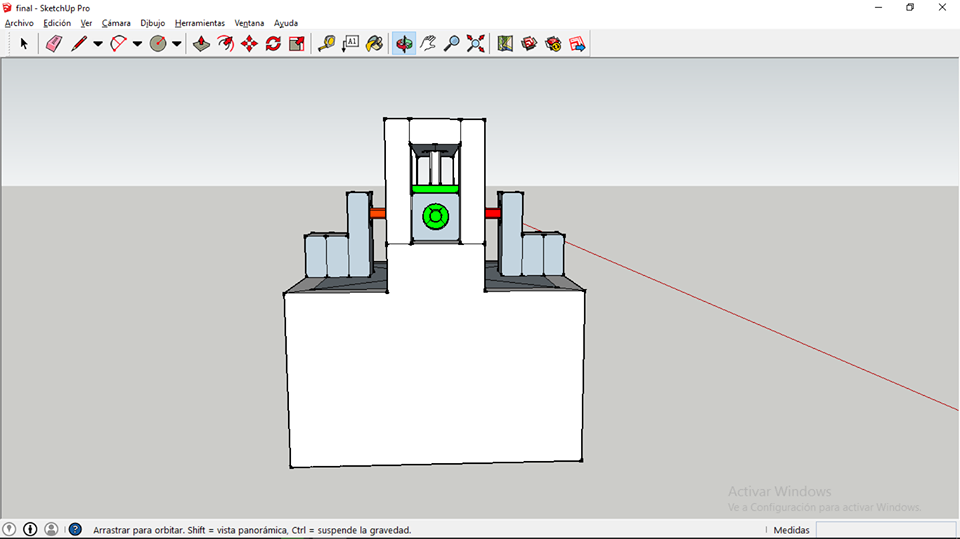 final - SketchUp Pro
Archivo Edición Ver Cámara Dibujo Herramientas Ventana Ayuda
A1
Activar Windows
Ve a Configuración para activar Windows.
Arrastrar para orbitar. Shift = vista panorámica, Ctrl = suspende la gravedad.
Medidas